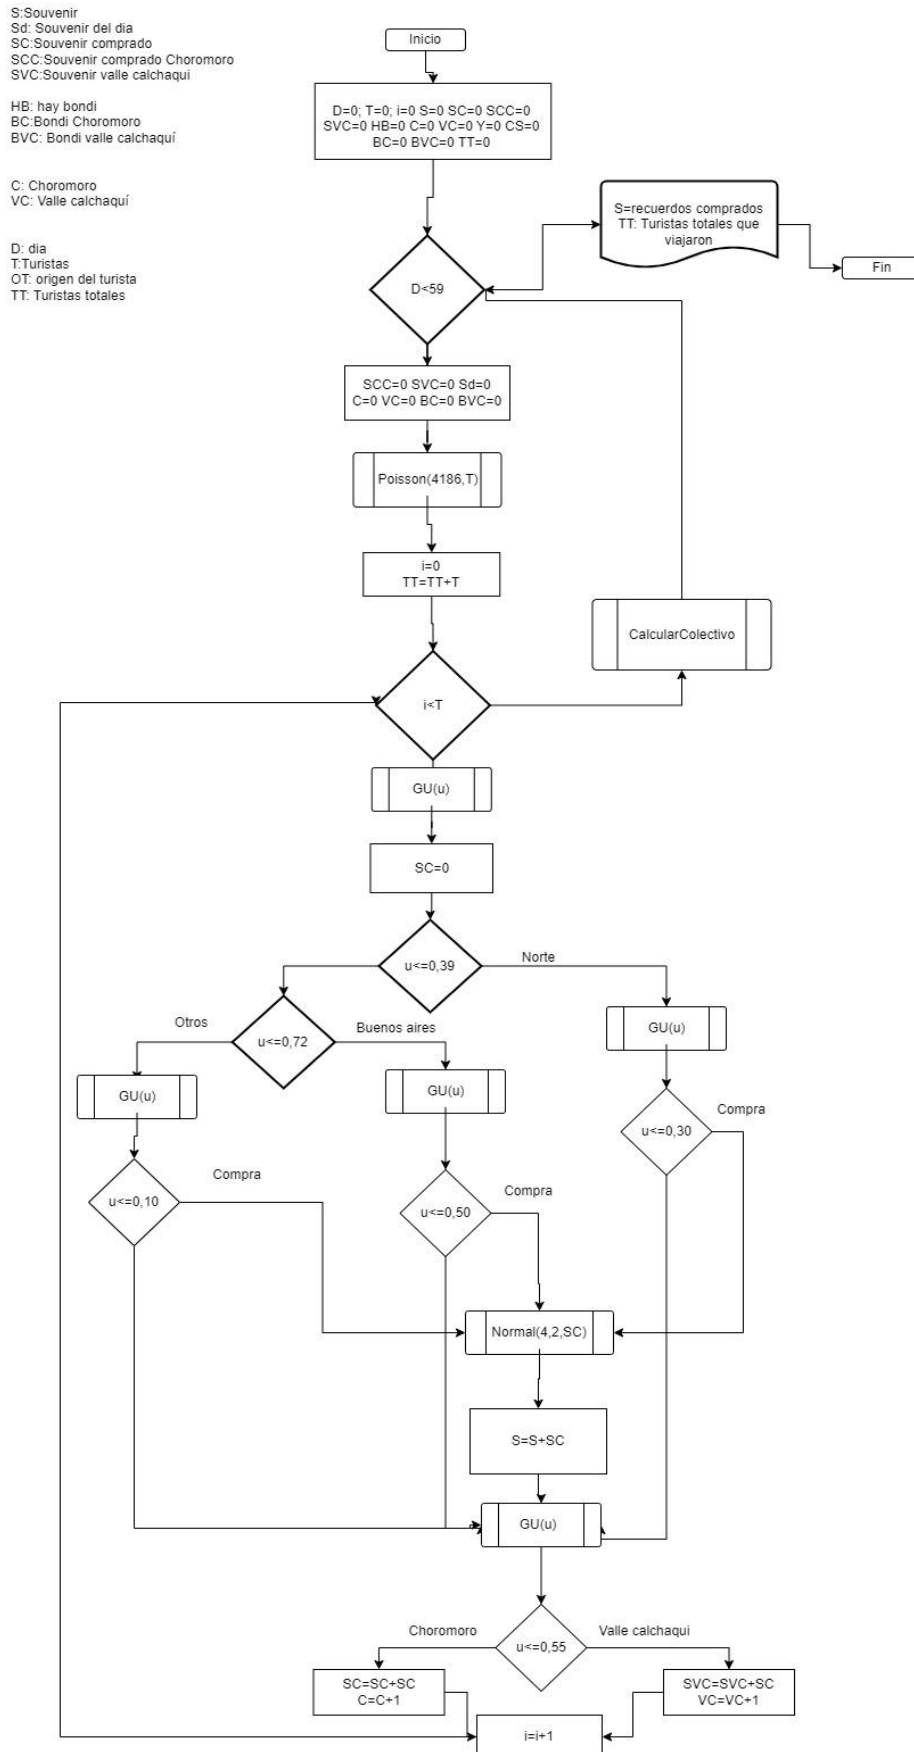 S:Souvenir
Sd: Souvenir del dia
SC:Souvenir comprado
SCC:Souvenir comprado Choromoro
SVC:Souvenir valle calchaqui
HB: hay bondi
BC:Bondi Choromoro
BVC: Bondi valle calchaquí
C: Choromoro
VC: Valle calchaquí
D: dia
T:Turistas
OT: origen del turista
TT: Turistas totales
Inicio
D=0; T=0; i=0 S=0 SC=0 SCC=0
SVC=0 HB=0 C=0 VC=0 Y=0 CS=0
BC=0 BVC=0 TT=0
S=recuerdos comprados
TT: Turistas totales que
viajaron
Fin
D<59
SCC=0 SVC=0 Sd=0
C=0 VC=0 BC=0 BVC=0
Poisson(4186,T)
i=0
TT=TT+T
CalcularColectivo
i<T
GU(u)
SC=0
u<=0,39
Norte
Otros
u<=0,72
Buenos aires
GU(u)
GU(u)
GU(u)
u<=0,30
Compra
u<=0,10
Compra
u<=0,50
Compra
Normal(4,2,SC)
S=S+SC
GU(u)
Choromoro
u<=0,55
Valle calchaqui
SC=SC+SC
C=C+1
SVC=SVC+SC
VC=VC+1
i=i+1